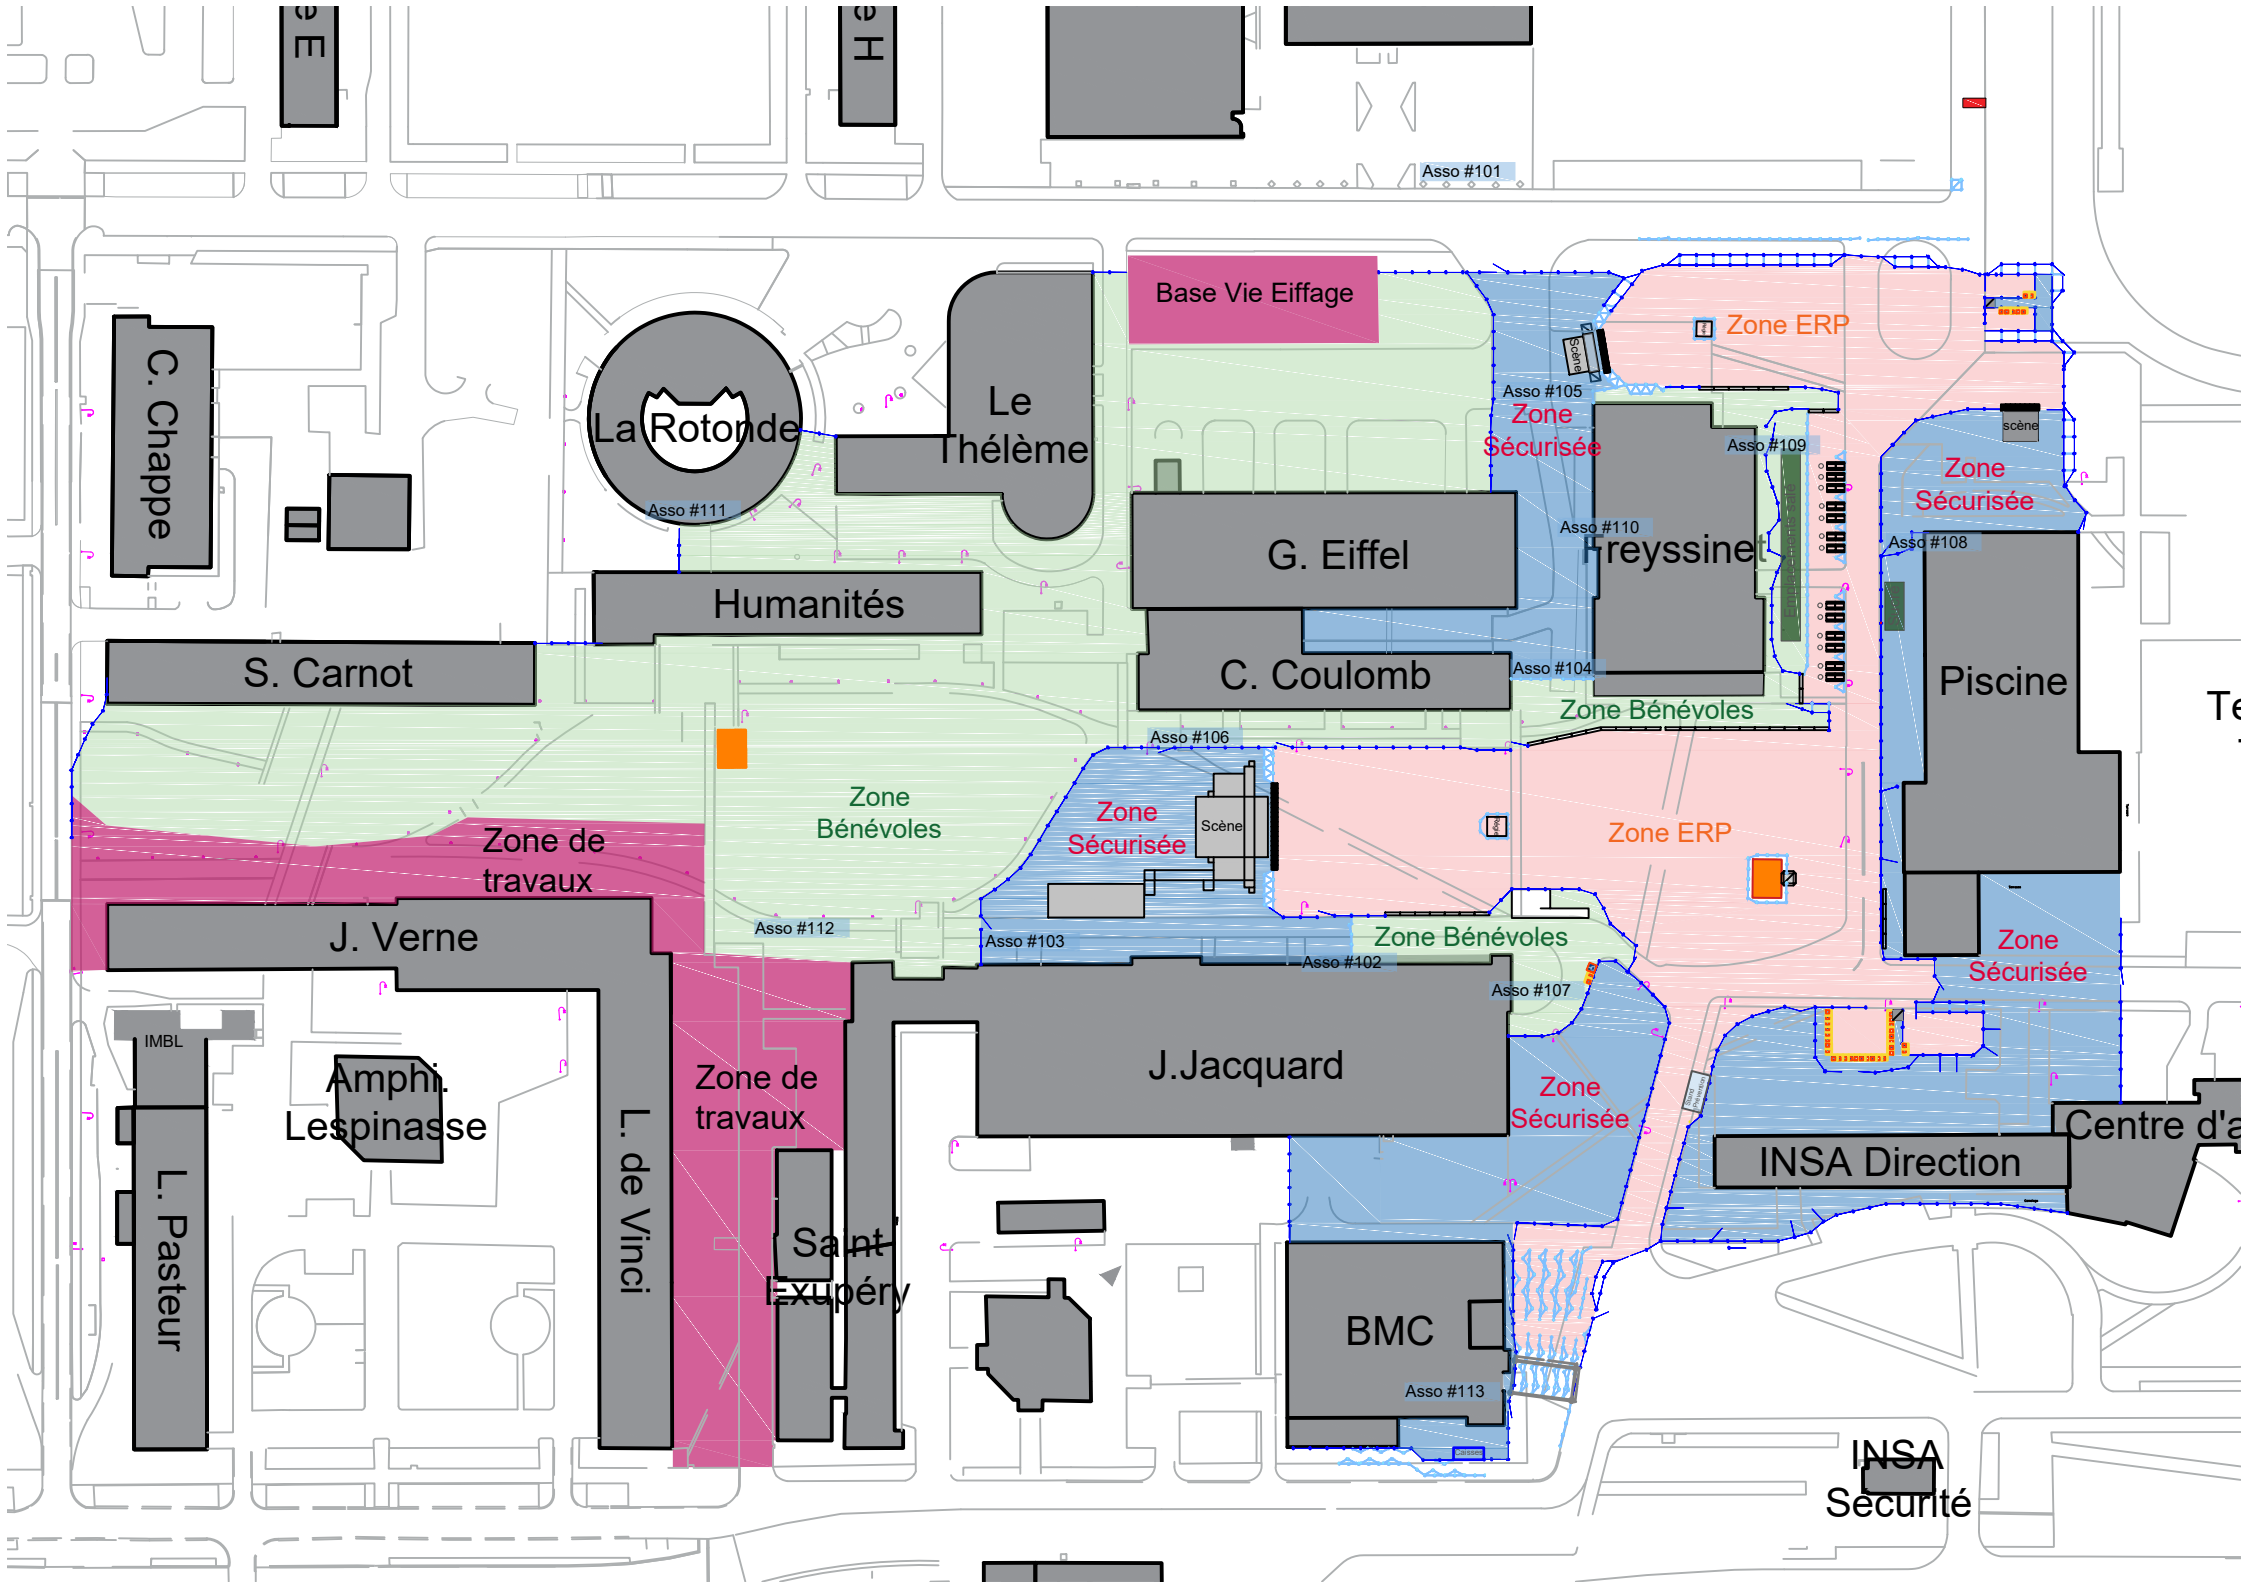 e E
e H
Asso #101
Base Vie Eiffage
Zone ERP
Scène
C. Chappe
La Rotonde
Le
Thélème
Asso #105
Zone
Sécurisée
Asso #109
scène
Zone
Sécurisée
Asso #111
Asso #110
G. Eiffel
Freyssinet
Asso #108
Humanités
S. Carnot
C. Coulomb
Asso #104
Piscine
Te
Zone Bénévoles
Asso #106
Zone
Bénévoles
Zone
Sécurisée
Scène
Zone ERP
Zone de
travaux
J. Verne
Asso #112
Asso #103
Zone Bénévoles
Asso #102
Asso #107
Zone
Sécurisée
IMBL
Amphi.
Lespinasse
Zone de
travaux
J.Jacquard
Zone
Sécurisée
Stand
Prévention
Centre d'a
INSA Direction
L. Pasteur
L. de Vinci
Saint
Exupéry
BMC
Asso #113
INSA
Sécurité